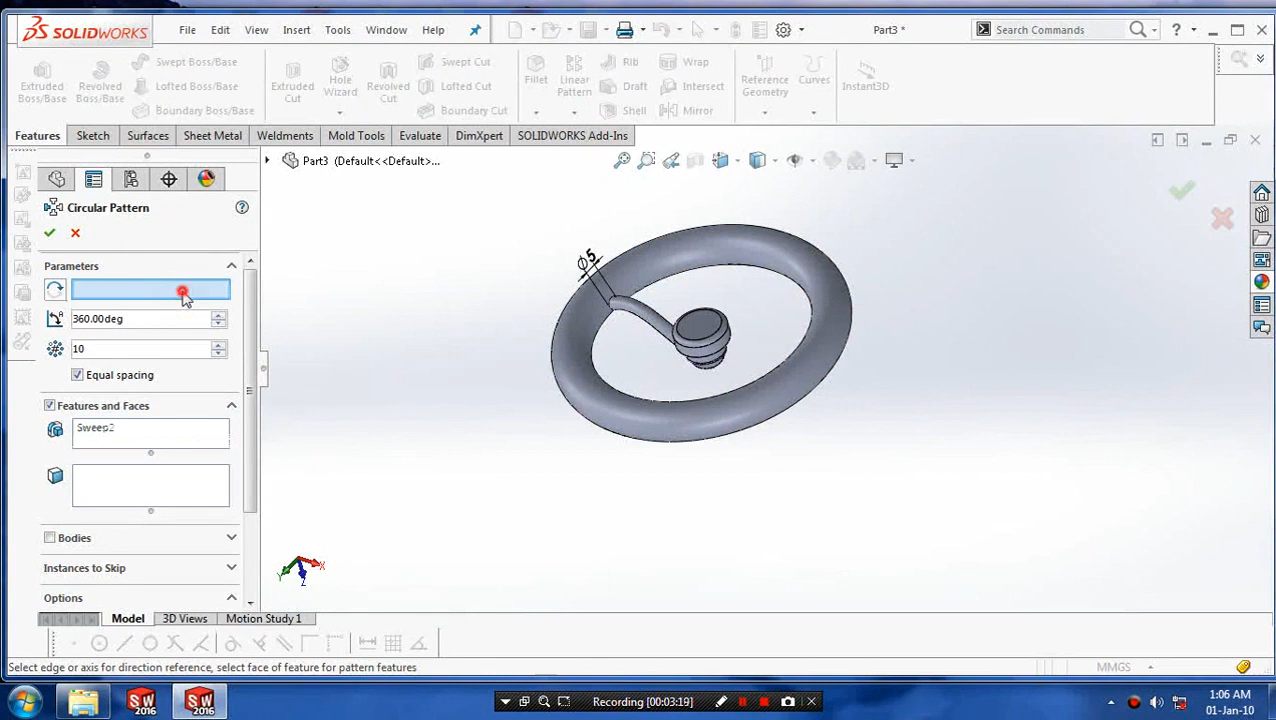 SOLIDWORKS
File Edit View Insert Tools Window Help
Part3 *
Search Commands
?
Extruded Boss/Base
Revolved Boss/Base
Swept Boss/Base
Lofted Boss/Base
Boundary Boss/Base
Extruded Cut
Hole Wizard
Revolved Cut
Swept Cut
Lofted Cut
Boundary Cut
Fillet
Linear Pattern
Rib
Draft
Shell
Wrap
Intersect
Mirror
Reference Geometry
Curves
Instant3D
Features Sketch Surfaces Sheet Metal Weldments Mold Tools Evaluate DimXpert SOLIDWORKS Add-Ins
Part3 (Default<<Default>...
Circular Pattern
?
Parameters
360.00deg
10
Equal spacing
Features and Faces
Sweep2
Bodies
Instances to Skip
Options
Ø5
X
Y
Z
Model 3D Views Motion Study 1
Select edge or axis for direction reference, select face of feature for pattern features
MMGS
SW 2016
SW 2016
Recording [00:03:19]
1:06 AM
01-Jan-10